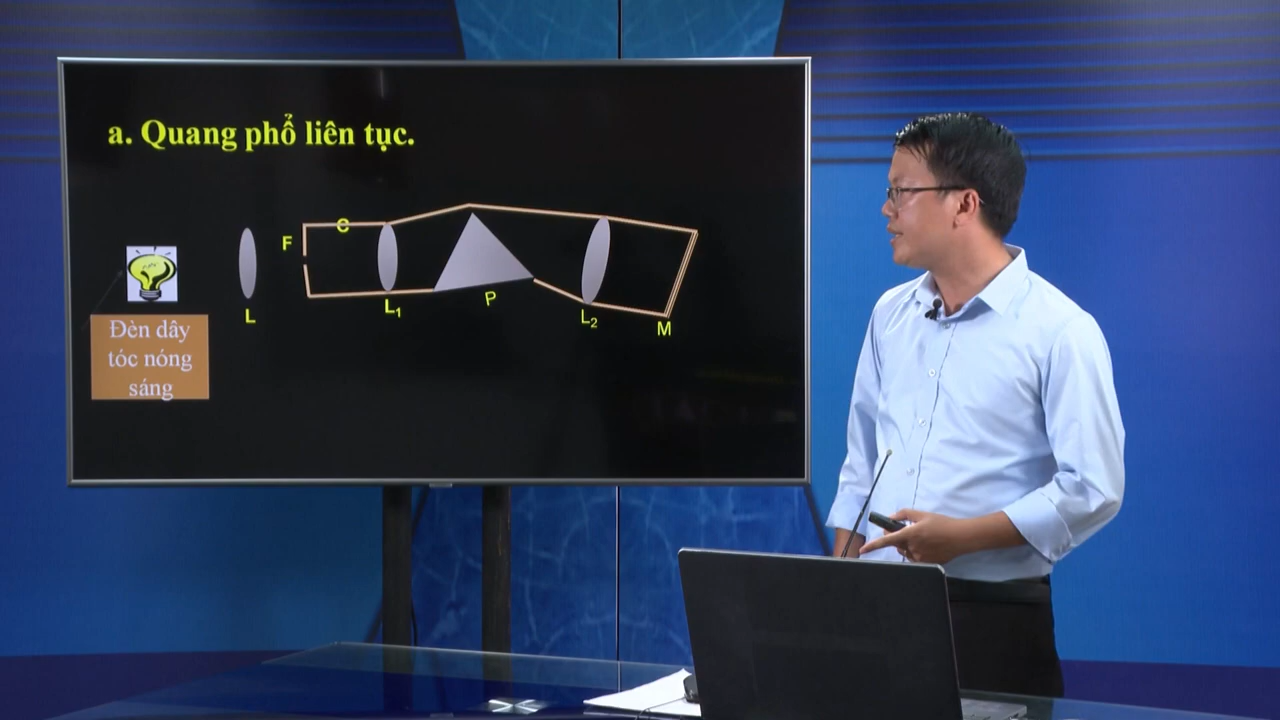 a. Quang phổ liên tục.
F
C
L
L1
P
L2
M
Đèn dây
tóc nóng
sáng